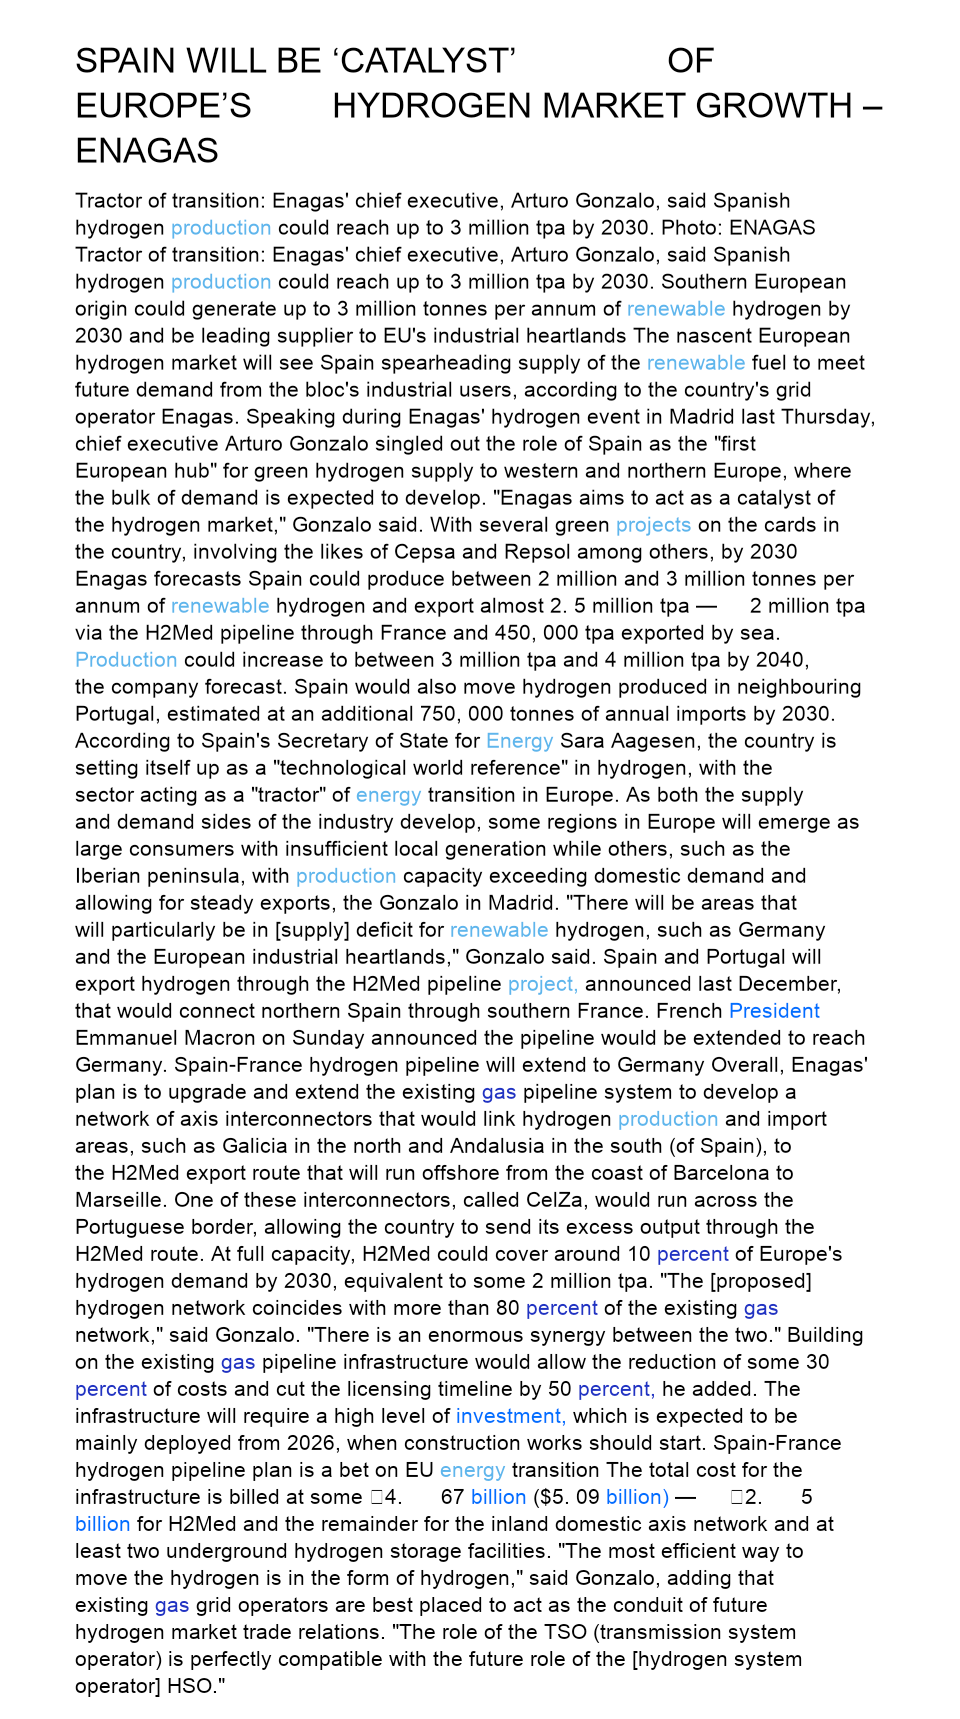 SPAIN WILL BE ‘CATALYST’ OF
EUROPE’S HYDROGEN MARKET GROWTH –
ENAGAS
Tractor of transition: Enagas' chief executive, Arturo Gonzalo, said Spanish
hydrogen production could reach up to 3 million tpa by 2030. Photo: ENAGAS
Tractor of transition: Enagas' chief executive, Arturo Gonzalo, said Spanish
hydrogen production could reach up to 3 million tpa by 2030. Southern European
origin could generate up to 3 million tonnes per annum of renewable hydrogen by
2030 and be leading supplier to EU's industrial heartlands The nascent European
hydrogen market will see Spain spearheading supply of the renewable fuel to meet
future demand from the bloc's industrial users, according to the country's grid
operator Enagas. Speaking during Enagas' hydrogen event in Madrid last Thursday,
chief executive Arturo Gonzalo singled out the role of Spain as the "first
European hub" for green hydrogen supply to western and northern Europe, where
the bulk of demand is expected to develop. "Enagas aims to act as a catalyst of
the hydrogen market," Gonzalo said. With several green projects on the cards in
the country, involving the likes of Cepsa and Repsol among others, by 2030
Enagas forecasts Spain could produce between 2 million and 3 million tonnes per
annum of renewable hydrogen and export almost 2. 5 million tpa — 2 million tpa
via the H2Med pipeline through France and 450, 000 tpa exported by sea.
Production could increase to between 3 million tpa and 4 million tpa by 2040,
the company forecast. Spain would also move hydrogen produced in neighbouring
Portugal, estimated at an additional 750, 000 tonnes of annual imports by 2030.
According to Spain's Secretary of State for Energy Sara Aagesen, the country is
setting itself up as a "technological world reference" in hydrogen, with the
sector acting as a "tractor" of energy transition in Europe. As both the supply
and demand sides of the industry develop, some regions in Europe will emerge as
large consumers with insufficient local generation while others, such as the
Iberian peninsula, with production capacity exceeding domestic demand and
allowing for steady exports, the Gonzalo in Madrid. "There will be areas that
will particularly be in [supply] deficit for renewable hydrogen, such as Germany
and the European industrial heartlands," Gonzalo said. Spain and Portugal will
export hydrogen through the H2Med pipeline project, announced last December,
that would connect northern Spain through southern France. French President
Emmanuel Macron on Sunday announced the pipeline would be extended to reach
Germany. Spain-France hydrogen pipeline will extend to Germany Overall, Enagas'
plan is to upgrade and extend the existing gas pipeline system to develop a
network of axis interconnectors that would link hydrogen production and import
areas, such as Galicia in the north and Andalusia in the south (of Spain), to
the H2Med export route that will run offshore from the coast of Barcelona to
Marseille. One of these interconnectors, called CelZa, would run across the
Portuguese border, allowing the country to send its excess output through the
H2Med route. At full capacity, H2Med could cover around 10 percent of Europe's
hydrogen demand by 2030, equivalent to some 2 million tpa. "The [proposed]
hydrogen network coincides with more than 80 percent of the existing gas
network," said Gonzalo. "There is an enormous synergy between the two." Building
on the existing gas pipeline infrastructure would allow the reduction of some 30
percent of costs and cut the licensing timeline by 50 percent, he added. The
infrastructure will require a high level of investment, which is expected to be
mainly deployed from 2026, when construction works should start. Spain-France
hydrogen pipeline plan is a bet on EU energy transition The total cost for the
infrastructure is billed at some 4. 67 billion ($5. 09 billion) — 2. 5
billion for H2Med and the remainder for the inland domestic axis network and at
least two underground hydrogen storage facilities. "The most efficient way to
move the hydrogen is in the form of hydrogen," said Gonzalo, adding that
existing gas grid operators are best placed to act as the conduit of future
hydrogen market trade relations. "The role of the TSO (transmission system
operator) is perfectly compatible with the future role of the [hydrogen system
operator] HSO."